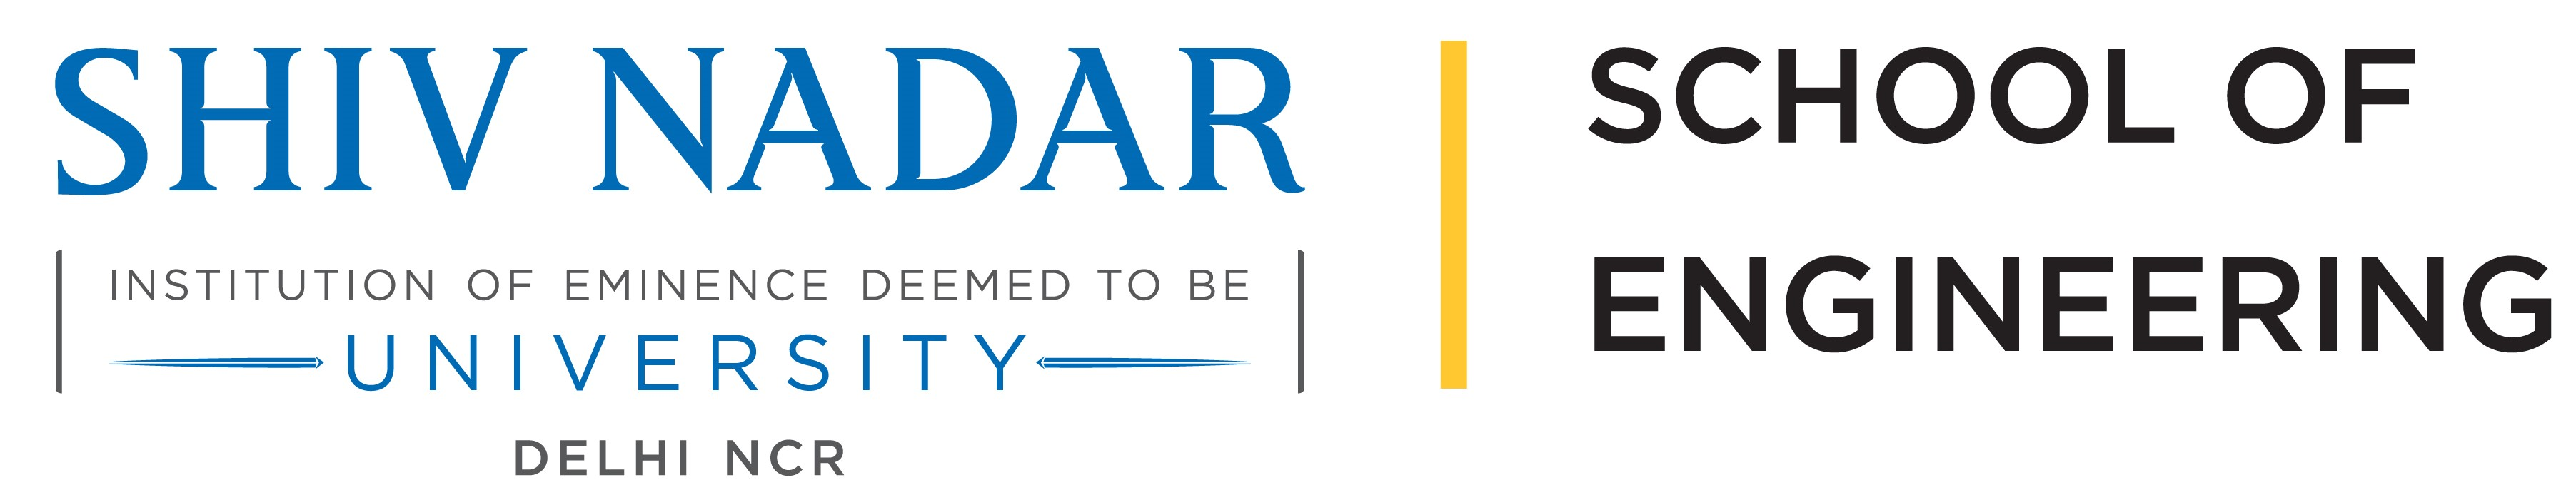 SHIV NADAR
INSTITUTION OF EMINENCE DEEMED TO BE
UNIVERSITY
DELHI NCR
SCHOOL OF
ENGINEERING